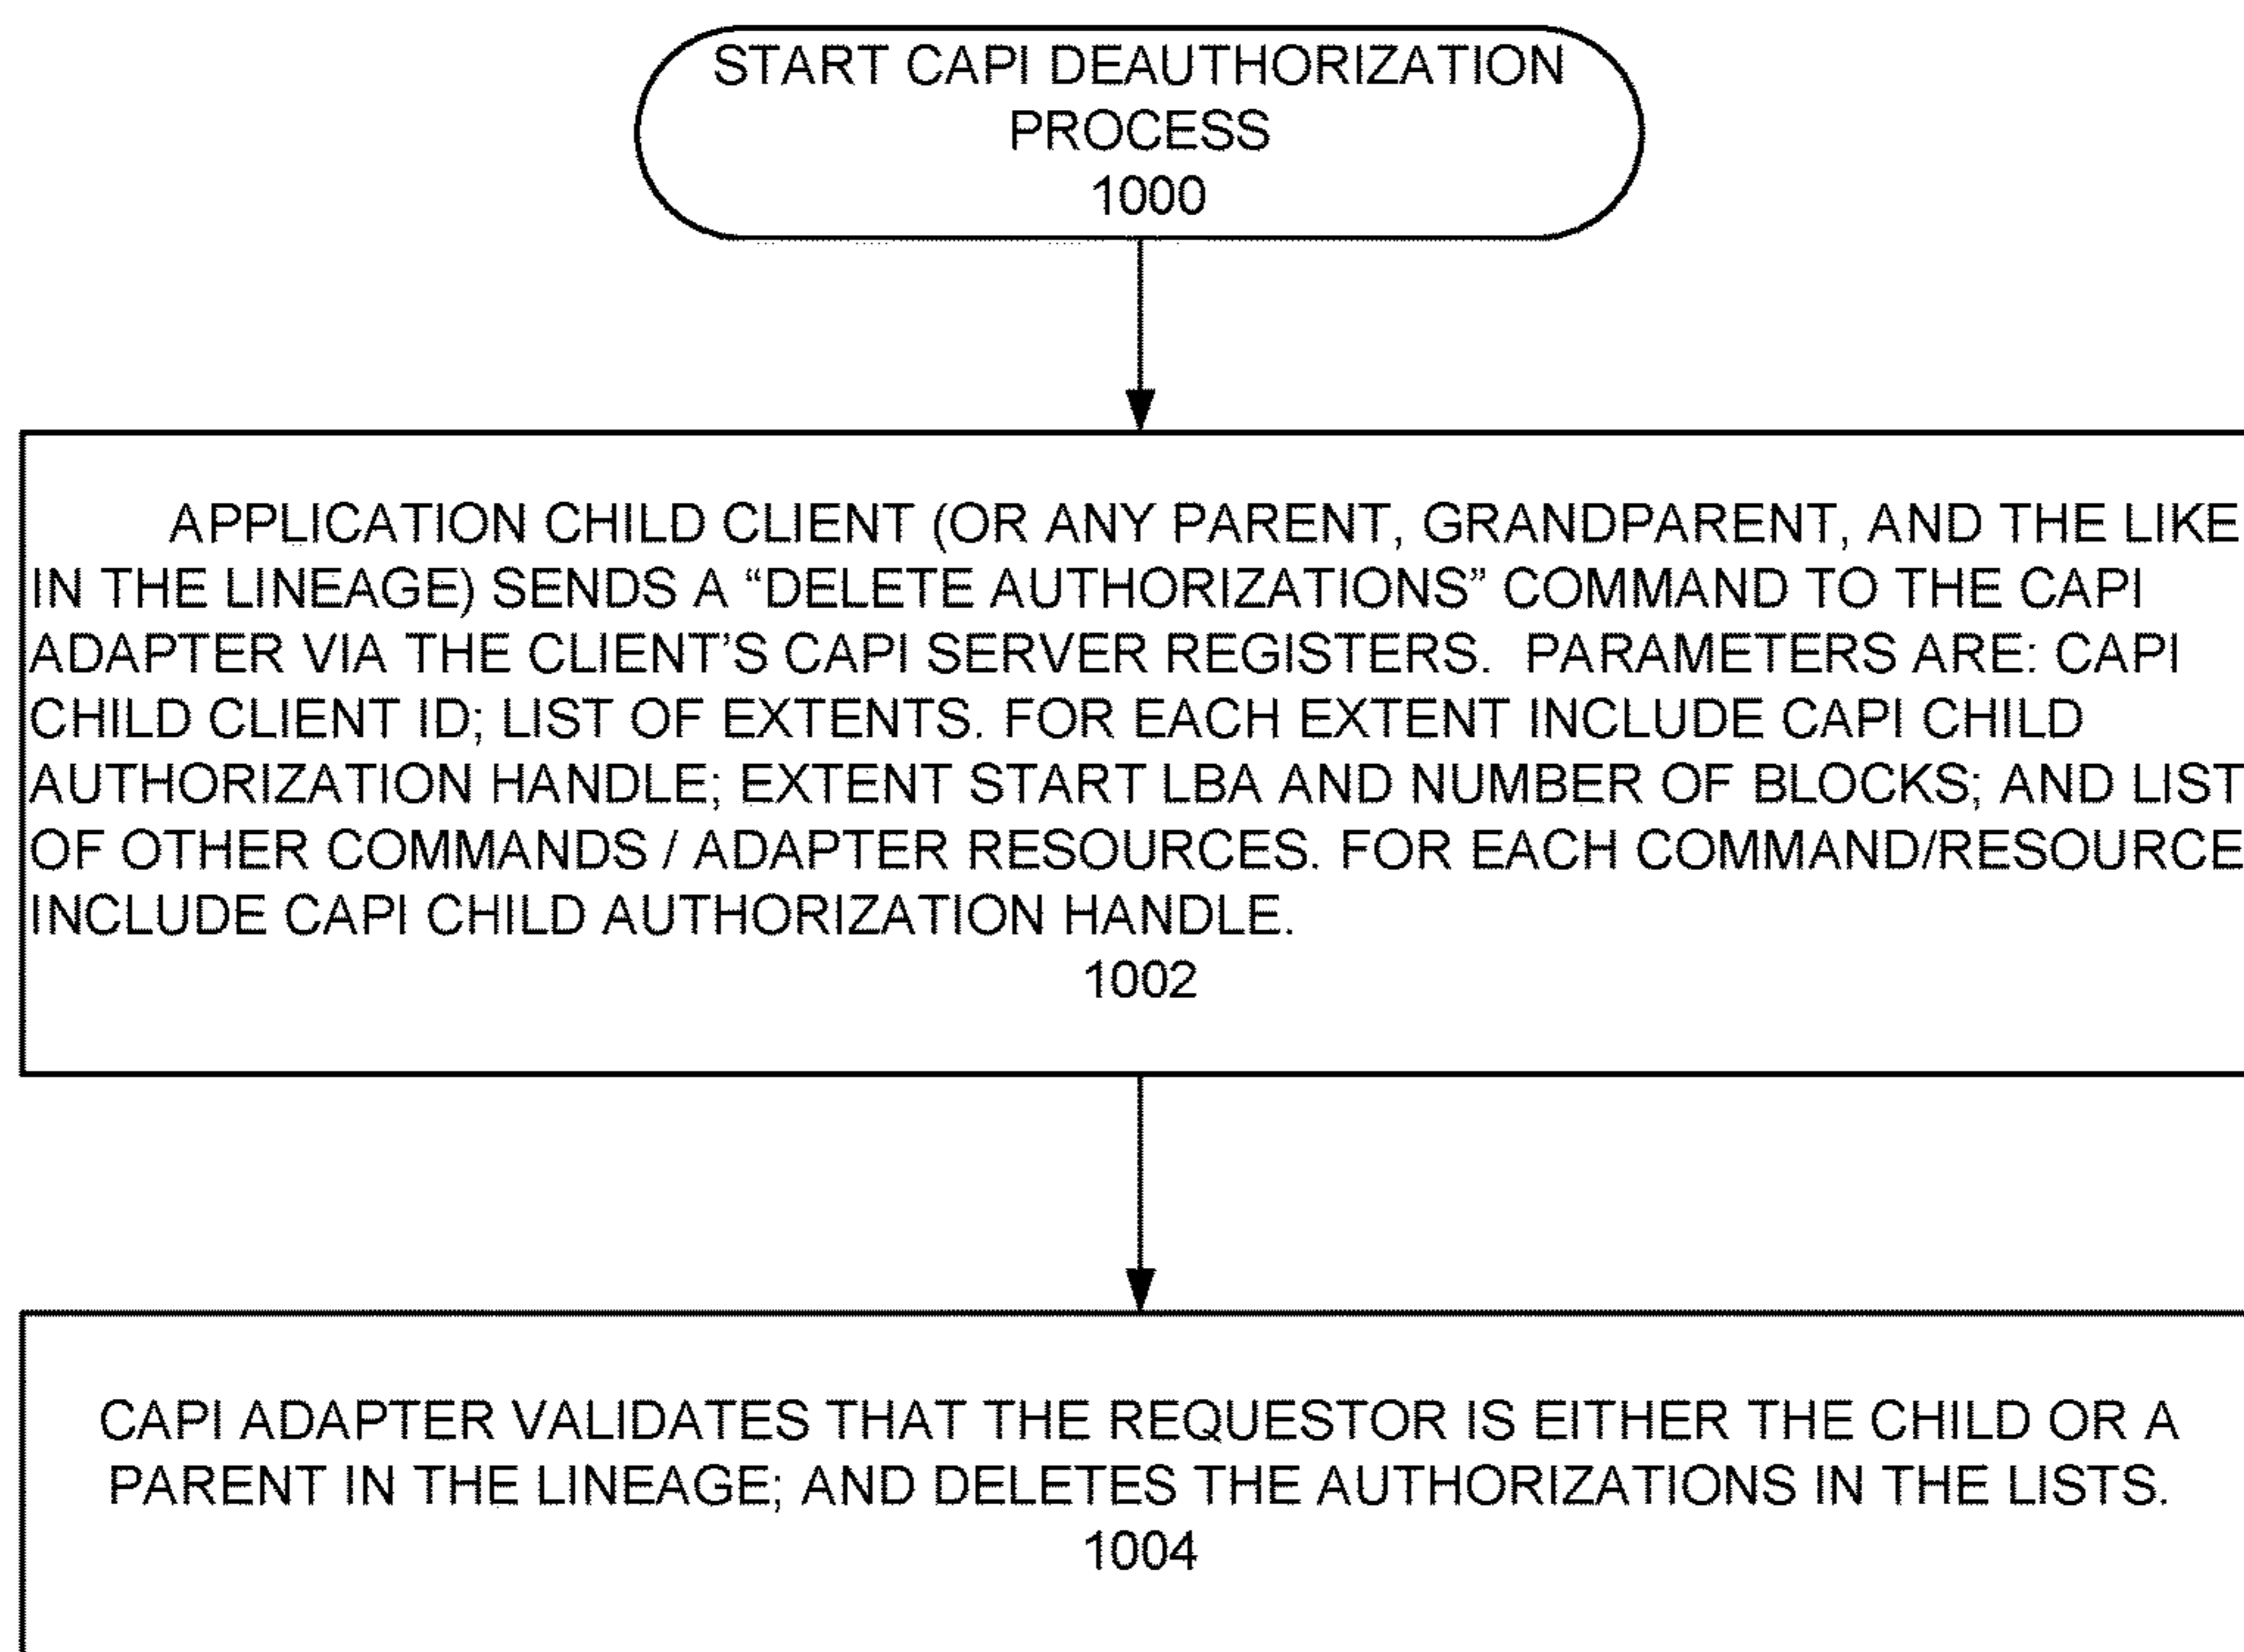 START CAPI DEAUTHORIZATION
PROCESS
1000
APPLICATION CHILD CLIENT (OR ANY PARENT, GRANDPARENT, AND THE LIKE
IN THE LINEAGE) SENDS A “DELETE AUTHORIZATIONS” COMMAND TO THE CAPI
ADAPTER VIA THE CLIENT’S CAPI SERVER REGISTERS. PARAMETERS ARE: CAPI
CHILD CLIENT ID; LIST OF EXTENTS. FOR EACH EXTENT INCLUDE CAPI CHILD
AUTHORIZATION HANDLE; EXTENT START LBA AND NUMBER OF BLOCKS; AND LIST
OF OTHER COMMANDS / ADAPTER RESOURCES. FOR EACH COMMAND/RESOURCE
INCLUDE CAPI CHILD AUTHORIZATION HANDLE.
1002
CAPI ADAPTER VALIDATES THAT THE REQUESTOR IS EITHER THE CHILD OR A
PARENT IN THE LINEAGE; AND DELETES THE AUTHORIZATIONS IN THE LISTS.
1004